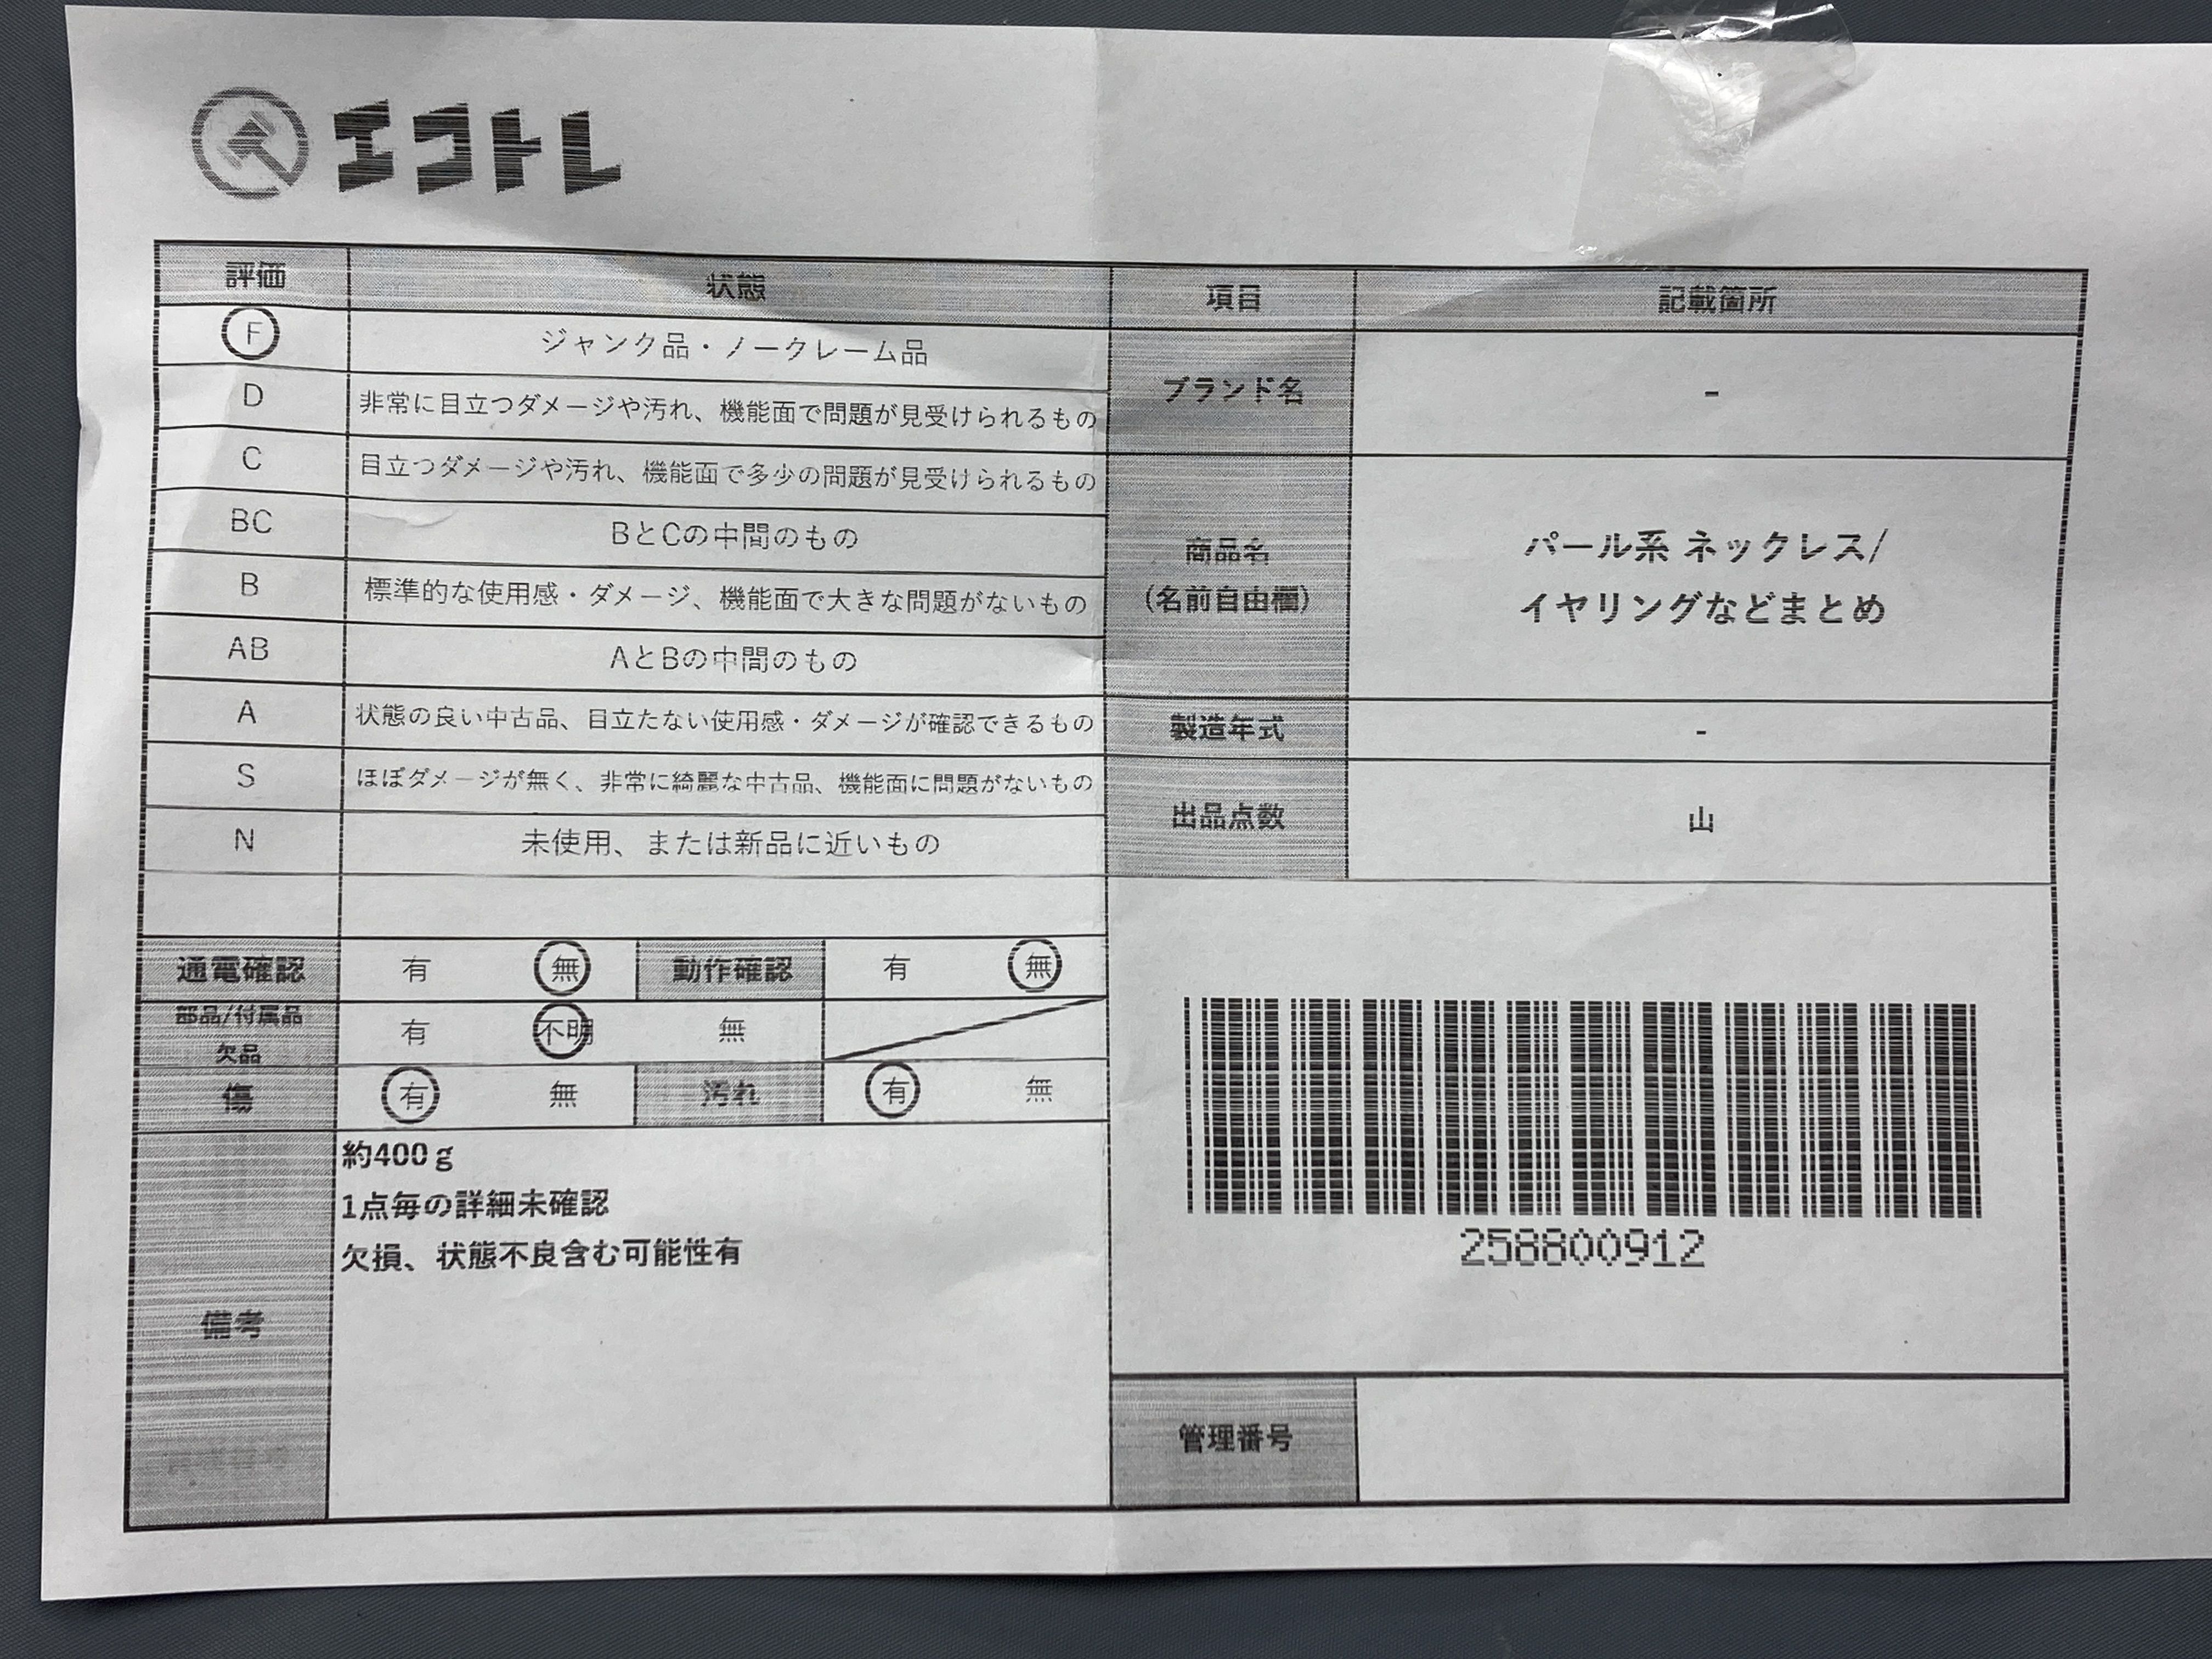 エコトレ
評価 状態
F ジャンク品・ノークレーム品
D 非常に目立つダメージや汚れ、機能面で問題が見受けられるもの
C 目立つダメージや汚れ、機能面で多少の問題が見受けられるもの
BC BとCの中間のもの
B 標準的な使用感・ダメージ、機能面で大きな問題がないもの
AB AとBの中間のもの
A 状態の良い中古品、目立たない使用感・ダメージが確認できるもの
S ほぼダメージが無く、非常に綺麗な中古品、機能面に問題がないもの
N 未使用、または新品に近いもの
通電確認 有 無 動作確認 有 無
部品/付属品
欠品 有 不明 無
傷 有 無 汚れ 有 無
備考
約400g
1点毎の詳細未確認
欠損、状態不良含む可能性有
項目 記載箇所
ブランド名 -
商品名
(名前自由欄)
パール系 ネックレス/
イヤリングなどまとめ
製造年式 -
出品点数 山
258800912
管理番号